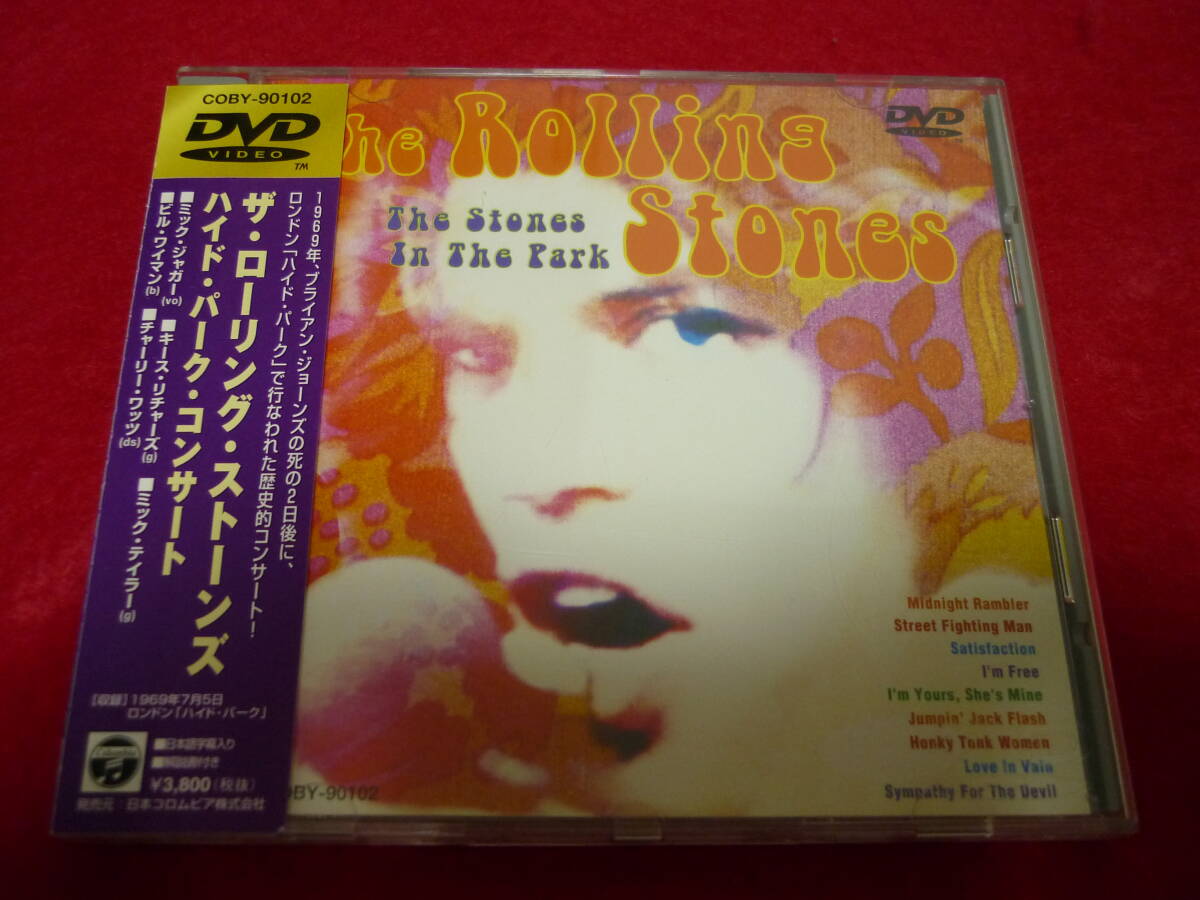 COBY-90102
DVD
VIDEO
TM
1969年、ブライアン・ジョーンズの死の2日後に、
ロンドン「ハイド・パーク」で行なわれた歴史的コンサート!
ザ・ローリング・ストーンズ
ハイド・パーク・コンサート
■ミック・ジャガー(vo) ■キース・リチャーズ(g) ■ミック・テイラー(g)
■ビル・ワイマン(b) ■チャーリー・ワッツ(ds)
[収録]1969年7月5日
ロンドン「ハイド・パーク」
Columbia
■日本語字幕入り
■解説書付き
¥3,800(税抜)
発売元:日本コロムビア株式会社
he Rolling
Stones
The Stones
In The Park
DVD
VIDEO
Midnight Rambler
Street Fighting Man
Satisfaction
I'm Free
I'm Yours, She's Mine
Jumpin' Jack Flash
Honky Tonk Women
Love In Vain
Sympathy For The Devil
OBY-90102